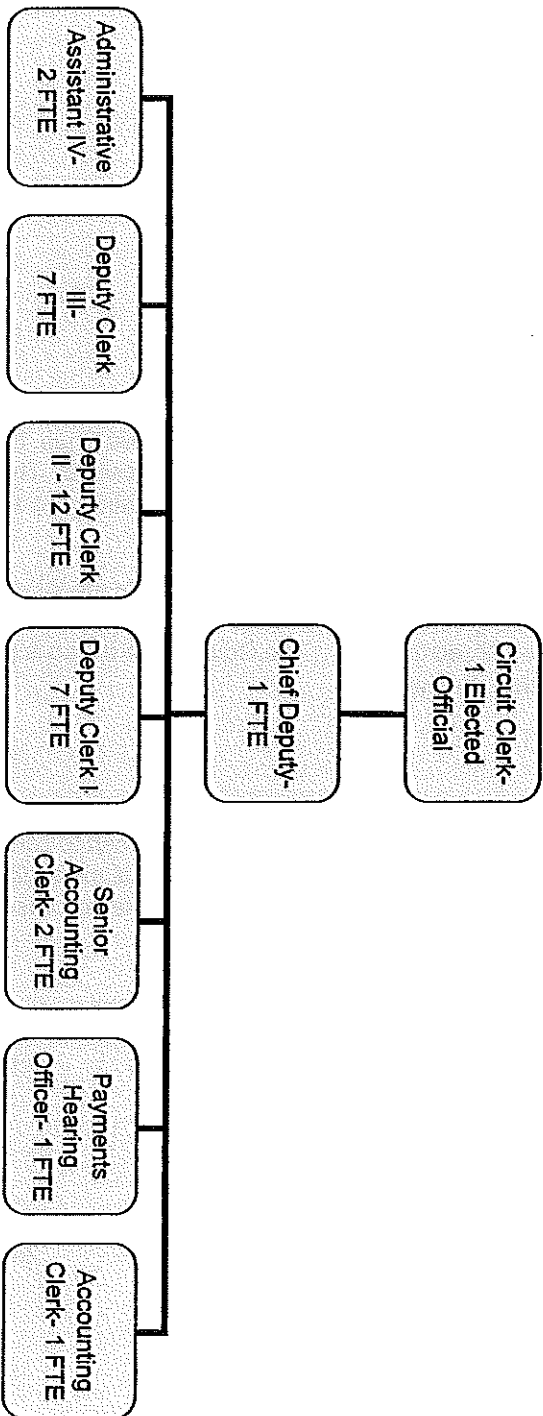 Circuit Clerk-
1 Elected
Official
Chief Deputy-
1 FTE
Administrative
Assistant IV-
2 FTE
Deputy Clerk
III-
7 FTE
Depurty Clerk
II - 12 FTE
Deputy Clerk I-
7 FTE
Senior
Accounting
Clerk- 2 FTE
Payments
Hearing
Officer- 1 FTE
Accounting
Clerk- 1 FTE